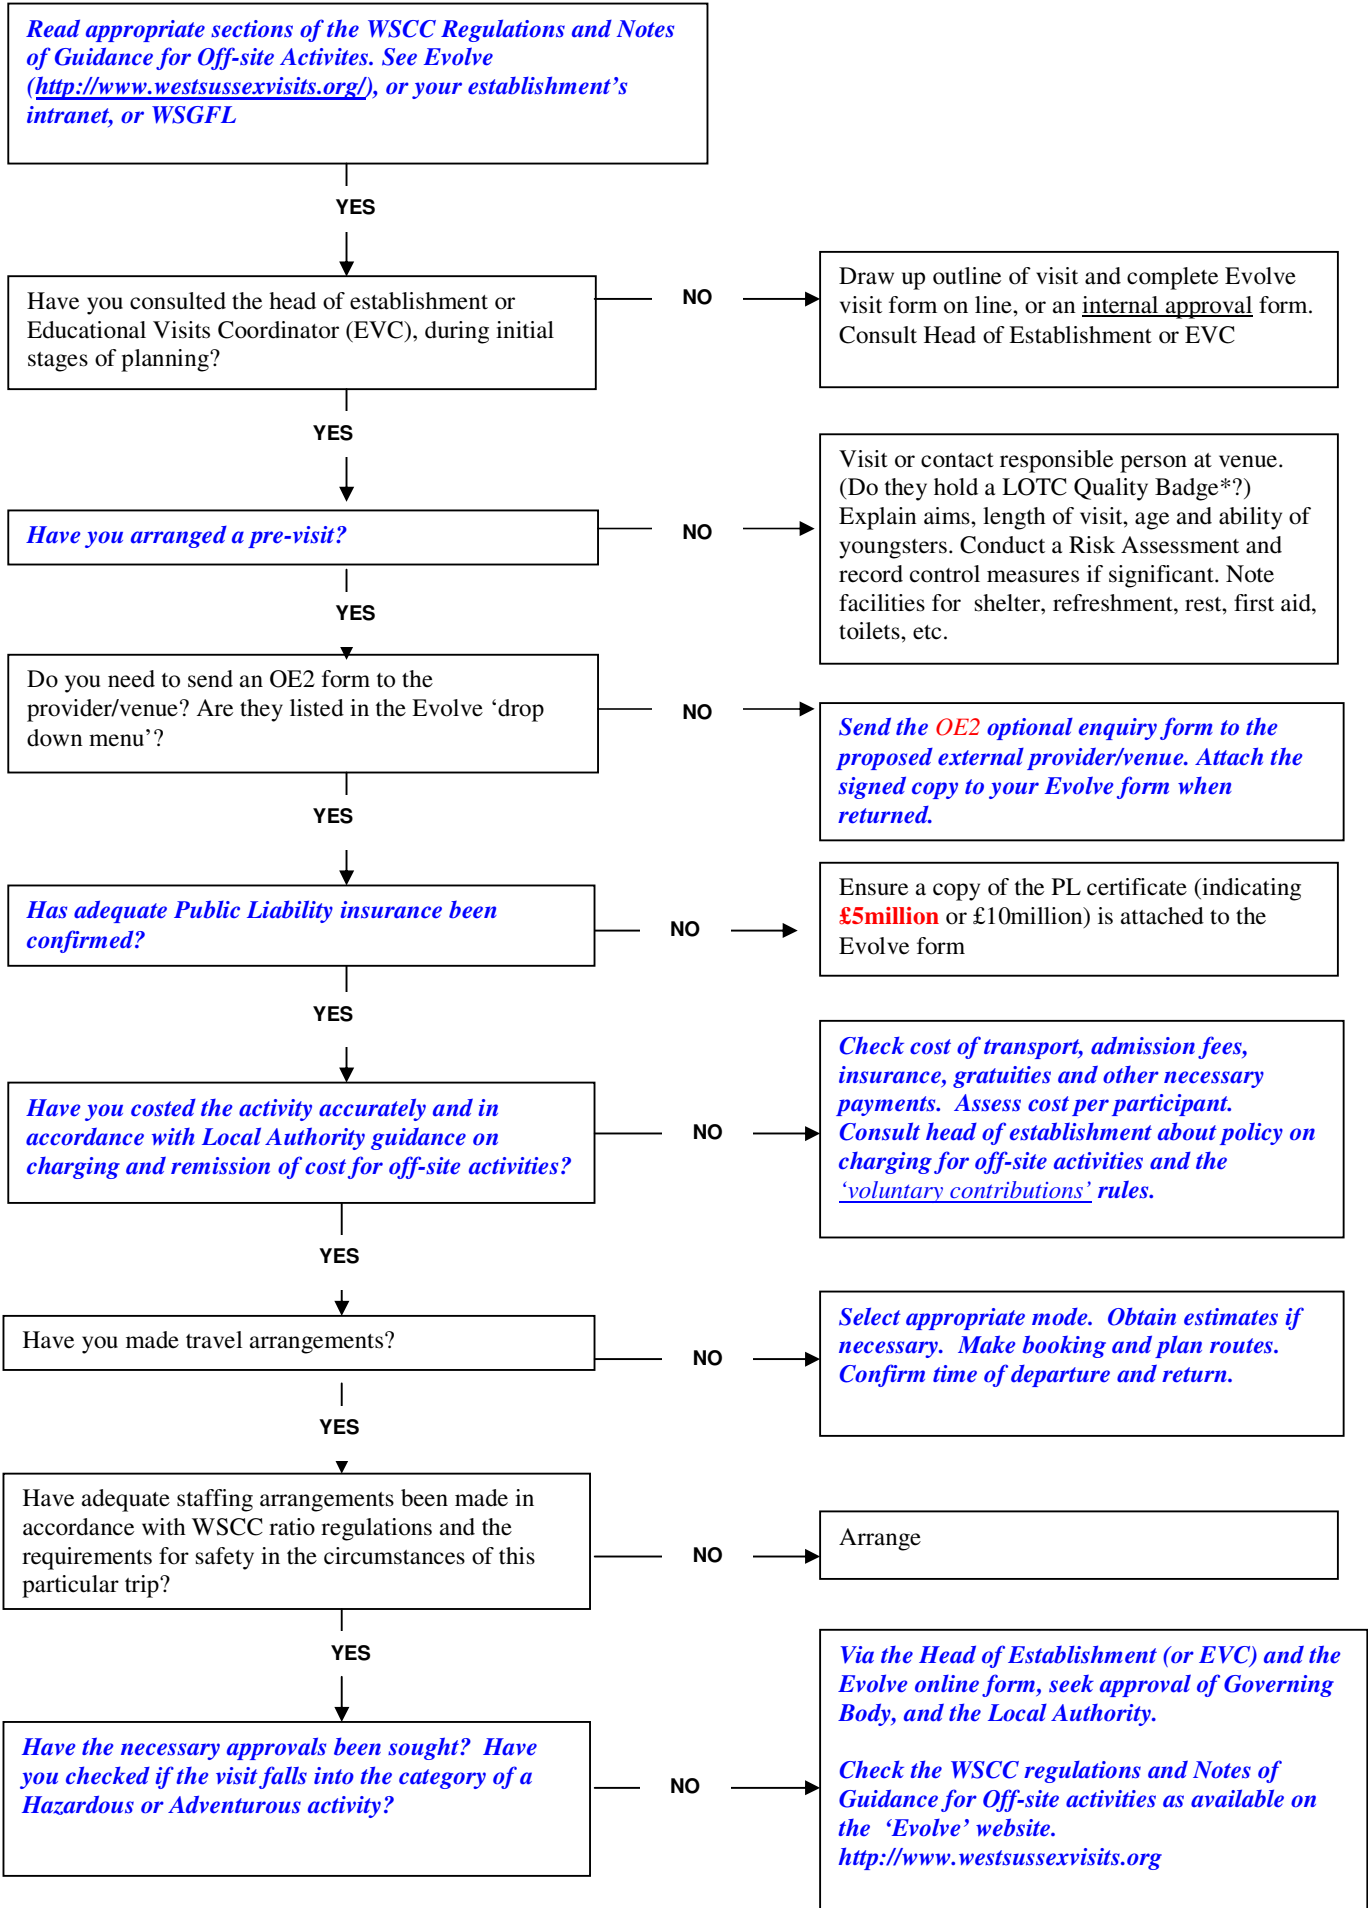 Read appropriate sections of the WSCC Regulations and Notes
of Guidance for Off-site Activites. See Evolve
(http://www.westsussexvisits.org/), or your establishment's
intranet, or WSGFL
YES
Have you consulted the head of establishment or
Educational Visits Coordinator (EVC), during initial
stages of planning?
NO
Draw up outline of visit and complete Evolve
visit form on line, or an internal approval form.
Consult Head of Establishment or EVC
YES
Have you arranged a pre-visit?
NO
Visit or contact responsible person at venue.
(Do they hold a LOTC Quality Badge*?)
Explain aims, length of visit, age and ability of
youngsters. Conduct a Risk Assessment and
record control measures if significant. Note
facilities for  shelter, refreshment, rest, first aid,
toilets, etc.
YES
Do you need to send an OE2 form to the
provider/venue? Are they listed in the Evolve ‘drop
down menu’?
NO
Send the OE2 optional enquiry form to the
proposed external provider/venue. Attach the
signed copy to your Evolve form when
returned.
YES
Has adequate Public Liability insurance been
confirmed?
NO
Ensure a copy of the PL certificate (indicating
£5million or £10million) is attached to the
Evolve form
YES
Have you costed the activity accurately and in
accordance with Local Authority guidance on
charging and remission of cost for off-site activities?
NO
Check cost of transport, admission fees,
insurance, gratuities and other necessary
payments.  Assess cost per participant.
Consult head of establishment about policy on
charging for off-site activities and the
‘voluntary contributions’ rules.
YES
Have you made travel arrangements?
NO
Select appropriate mode.  Obtain estimates if
necessary.  Make booking and plan routes.
Confirm time of departure and return.
YES
Have adequate staffing arrangements been made in
accordance with WSCC ratio regulations and the
requirements for safety in the circumstances of this
particular trip?
NO
Arrange
YES
Have the necessary approvals been sought?  Have
you checked if the visit falls into the category of a
Hazardous or Adventurous activity?
NO
Via the Head of Establishment (or EVC) and the
Evolve online form, seek approval of Governing
Body, and the Local Authority.
Check the WSCC regulations and Notes of
Guidance for Off-site activities as available on
the  ‘Evolve’ website.
http://www.westsussexvisits.org